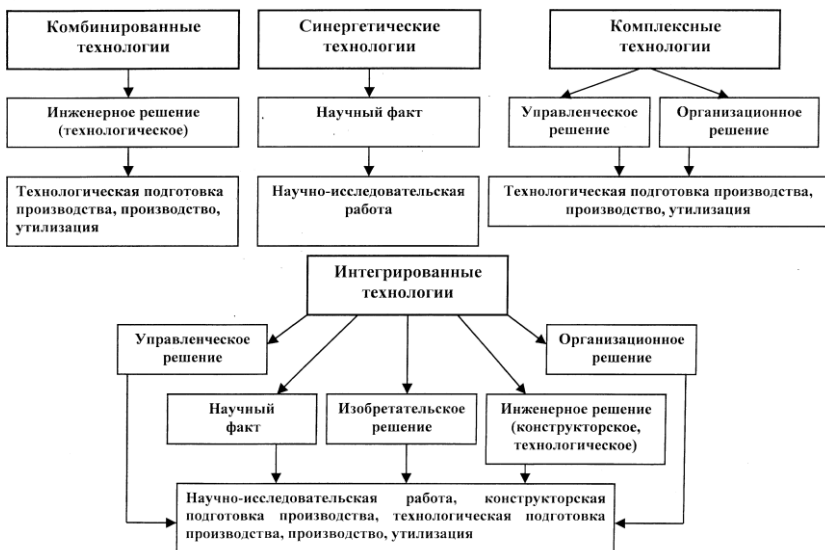 Комбинированные
технологии
Синергетические
технологии
Комплексные
технологии
Инженерное решение
(технологическое)
Научный факт
Управленческое
решение
Организационное
решение
Технологическая подготовка
производства, производство,
утилизация
Научно-исследовательская
работа
Технологическая подготовка производства,
производство, утилизация
Интегрированные
технологии
Управленческое
решение
Организационное
решение
Научный
факт
Изобретательское
решение
Инженерное решение
(конструкторское,
технологическое)
Научно-исследовательская работа, конструкторская
подготовка производства, технологическая подготовка
производства, производство, утилизация